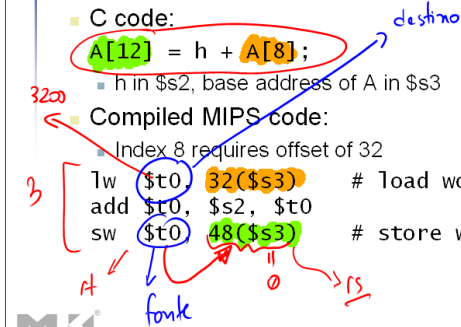 C code:
destino
A[12] = h + A[8];
h in $s2, base address of A in $s3
3200
Compiled MIPS code:
Index 8 requires offset of 32
3
lw $t0, 32($s3) # load wo
add $t0, $s2, $t0
sw $t0, 48($s3) # store w
rt
fonte
0
rs